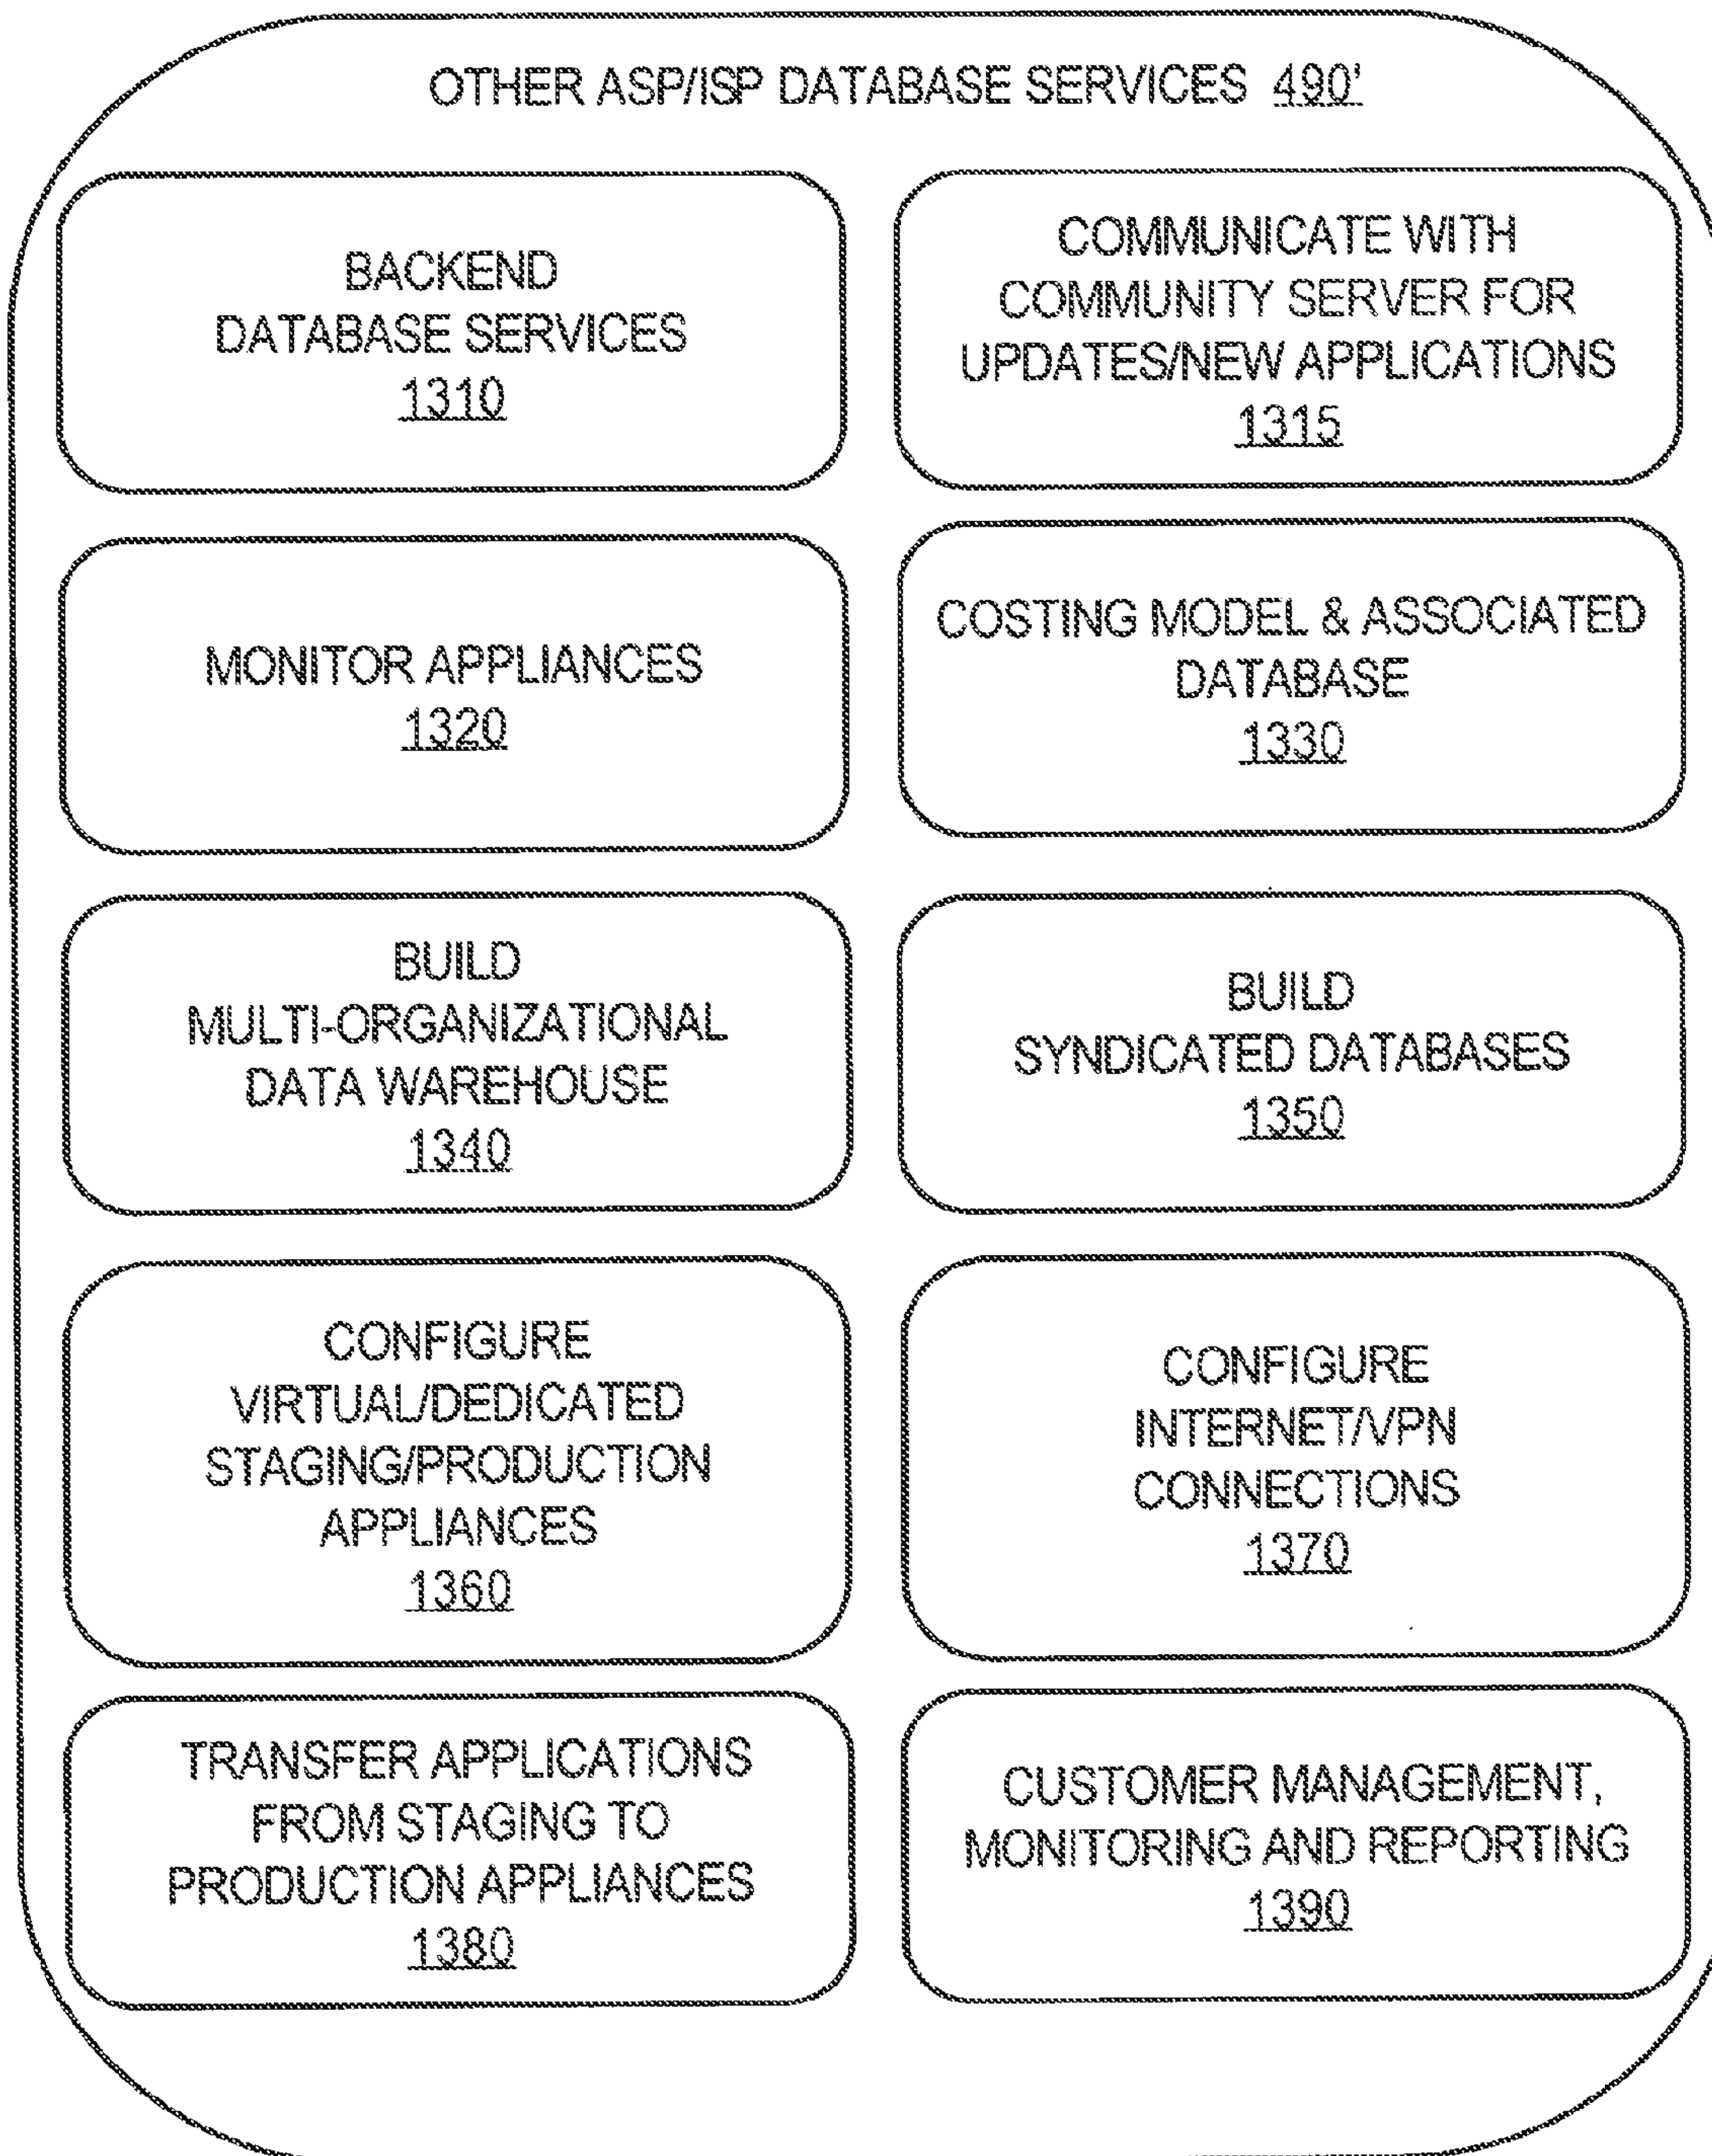 OTHER ASP/ISP DATABASE SERVICES 490'
BACKEND
DATABASE SERVICES
1310
COMMUNICATE WITH
COMMUNITY SERVER FOR
UPDATES/NEW APPLICATIONS
1315
MONITOR APPLIANCES
1320
COSTING MODEL & ASSOCIATED
DATABASE
1330
BUILD
MULTI-ORGANIZATIONAL
DATA WAREHOUSE
1340
BUILD
SYNDICATED DATABASES
1350
CONFIGURE
VIRTUAL/DEDICATED
STAGING/PRODUCTION
APPLIANCES
1360
CONFIGURE
INTERNET/VPN
CONNECTIONS
1370
TRANSFER APPLICATIONS
FROM STAGING TO
PRODUCTION APPLIANCES
1380
CUSTOMER MANAGEMENT,
MONITORING AND REPORTING
1390